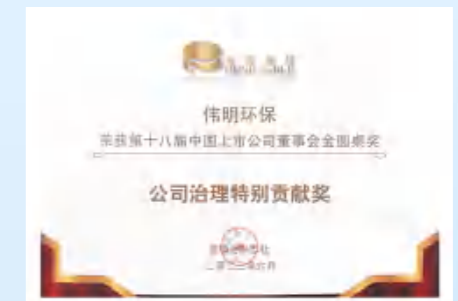 伟明环保
荣获第十八届中国上市公司董事会金圆桌奖
公司治理特别贡献奖